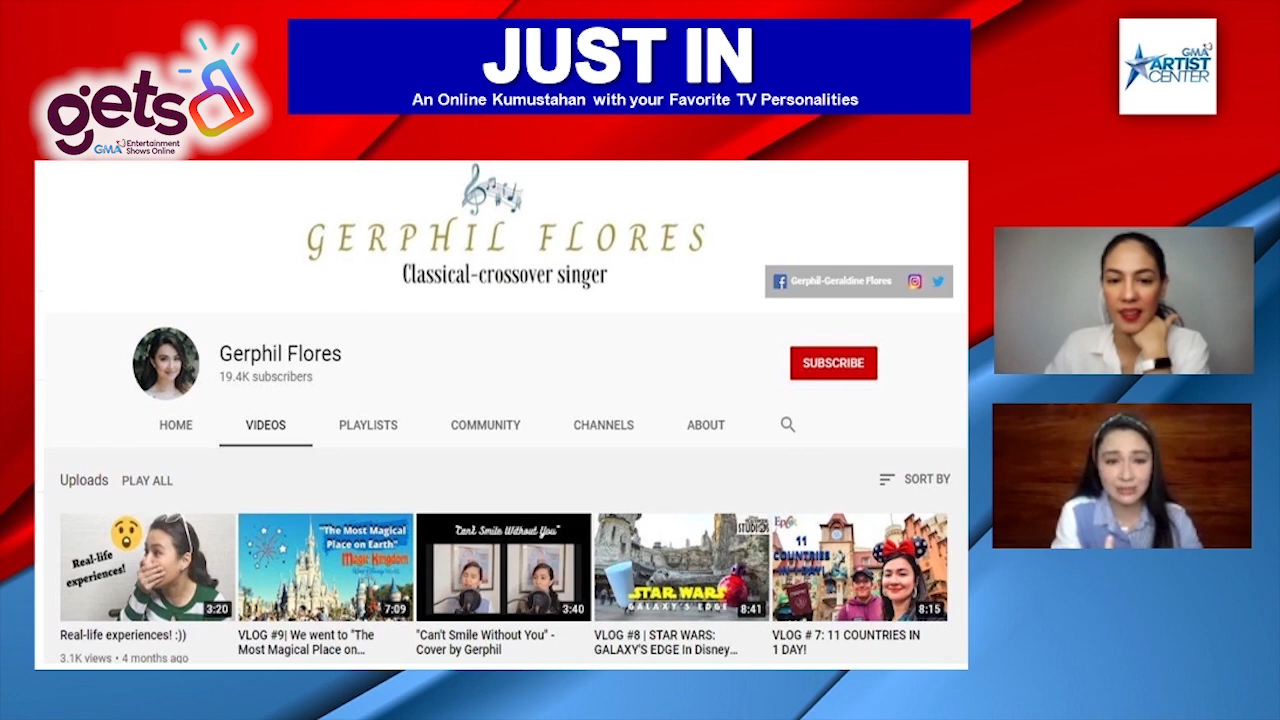 getsa
GMA Entertainment
Shows Online
JUST IN
An Online Kumustahan with your Favorite TV Personalities
GMA
ARTIST
CENTER
GERPHIL FLORES
Classical-crossover singer
Gerphil-Geraldine Flores
Gerphil Flores
19.4K subscribers
SUBSCRIBE
HOME VIDEOS PLAYLISTS COMMUNITY CHANNELS ABOUT
Uploads PLAY ALL SORT BY
Real-life
experiences!
3:20
"The Most Magical
Place on Earth"
Magic Kingdom
7:09
"Can't Smile Without You"
3:40
STUDIOS
STAR WARS
GALAXY'S EDGE
8:41
Epcot
11
COUNTRIES
IN 1 DAY!
8:15
Real-life experiences! :))
3.1K views • 4 months ago
VLOG #9| We went to "The
Most Magical Place on...
"Can't Smile Without You" -
Cover by Gerphil
VLOG #8 | STAR WARS:
GALAXY'S EDGE In Disney...
VLOG # 7: 11 COUNTRIES IN
1 DAY!